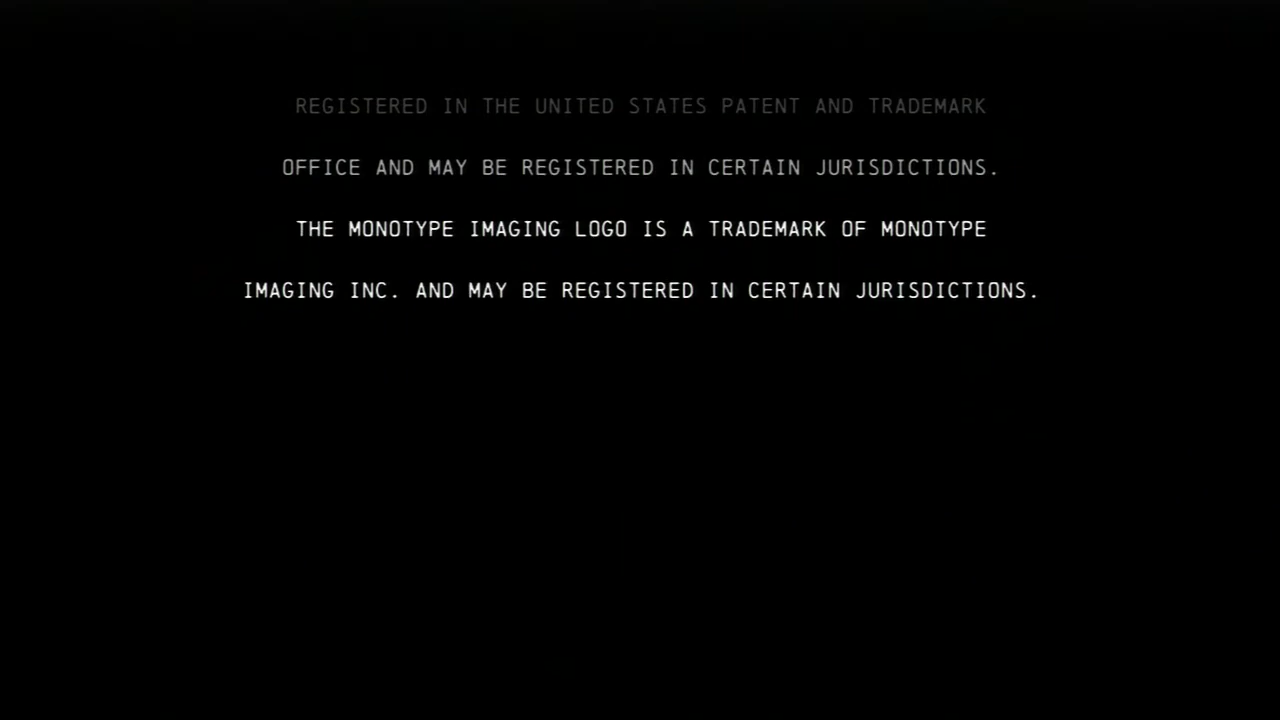 REGISTERED IN THE UNITED STATES PATENT AND TRADEMARK
OFFICE AND MAY BE REGISTERED IN CERTAIN JURISDICTIONS.
THE MONOTYPE IMAGING LOGO IS A TRADEMARK OF MONOTYPE
IMAGING INC. AND MAY BE REGISTERED IN CERTAIN JURISDICTIONS.